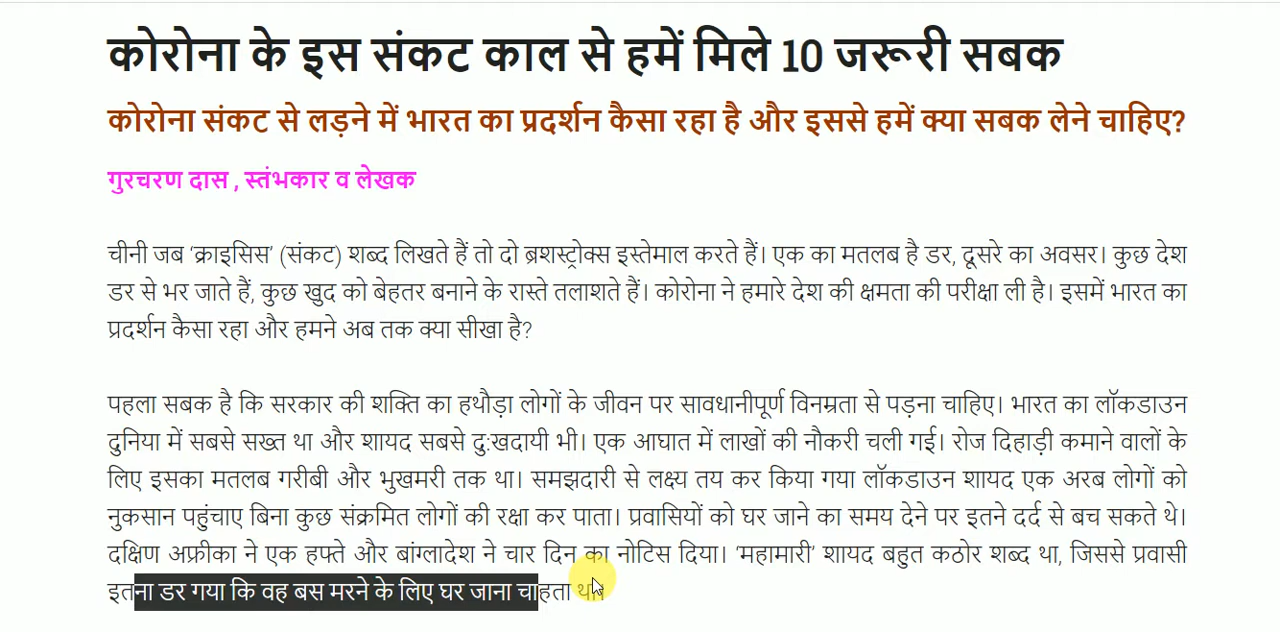 कोरोना के इस संकट काल से हमें मिले 10 जरूरी सबक
कोरोना संकट से लड़ने में भारत का प्रदर्शन कैसा रहा है और इससे हमें क्या सबक लेने चाहिए?
गुरचरण दास , स्तंभकार व लेखक
चीनी जब ‘क्राइसिस’ (संकट) शब्द लिखते हैं तो दो ब्रशस्ट्रोक्स इस्तेमाल करते हैं। एक का मतलब है डर, दूसरे का अवसर। कुछ देश
डर से भर जाते हैं, कुछ खुद को बेहतर बनाने के रास्ते तलाशते हैं। कोरोना ने हमारे देश की क्षमता की परीक्षा ली है। इसमें भारत का
प्रदर्शन कैसा रहा और हमने अब तक क्या सीखा है?
पहला सबक है कि सरकार की शक्ति का हथौड़ा लोगों के जीवन पर सावधानीपूर्ण विनम्रता से पड़ना चाहिए। भारत का लॉकडाउन
दुनिया में सबसे सख्त था और शायद सबसे दु:खदायी भी। एक आघात में लाखों की नौकरी चली गई। रोज दिहाड़ी कमाने वालों के
लिए इसका मतलब गरीबी और भुखमरी तक था। समझदारी से लक्ष्य तय कर किया गया लॉकडाउन शायद एक अरब लोगों को
नुकसान पहुंचाए बिना कुछ संक्रमित लोगों की रक्षा कर पाता। प्रवासियों को घर जाने का समय देने पर इतने दर्द से बच सकते थे।
दक्षिण अफ्रीका ने एक हफ्ते और बांग्लादेश ने चार दिन का नोटिस दिया। ‘महामारी’ शायद बहुत कठोर शब्द था, जिससे प्रवासी
इतना डर गया कि वह बस मरने के लिए घर जाना चाहता था।